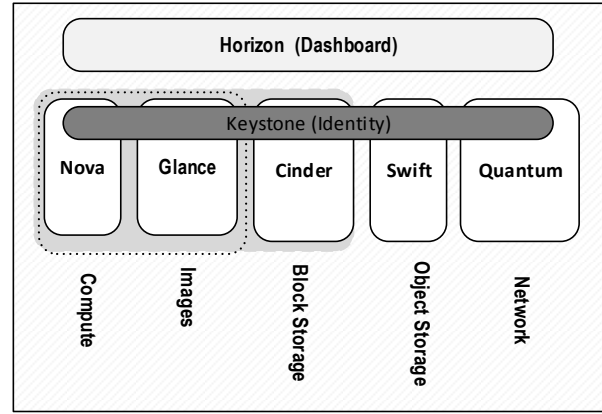 Horizon (Dashboard)
Keystone (Identity)
Nova
Glance
Cinder
Swift
Quantum
Compute
Images
Block Storage
Object Storage
Network